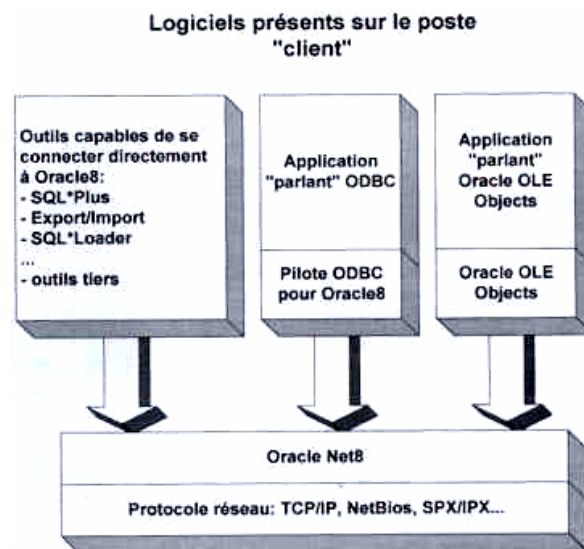 Logiciels présents sur le poste
"client"
Outils capables de se
connecter directement
à Oracle8:
- SQL*Plus
- Export/Import
- SQL*Loader
...
- outils tiers
Application
"parlant" ODBC
Pilote ODBC
pour Oracle8
Application
"parlant"
Oracle OLE
Objects
Oracle OLE
Objects
Oracle Net8
Protocole réseau: TCP/IP, NetBios, SPX/IPX...